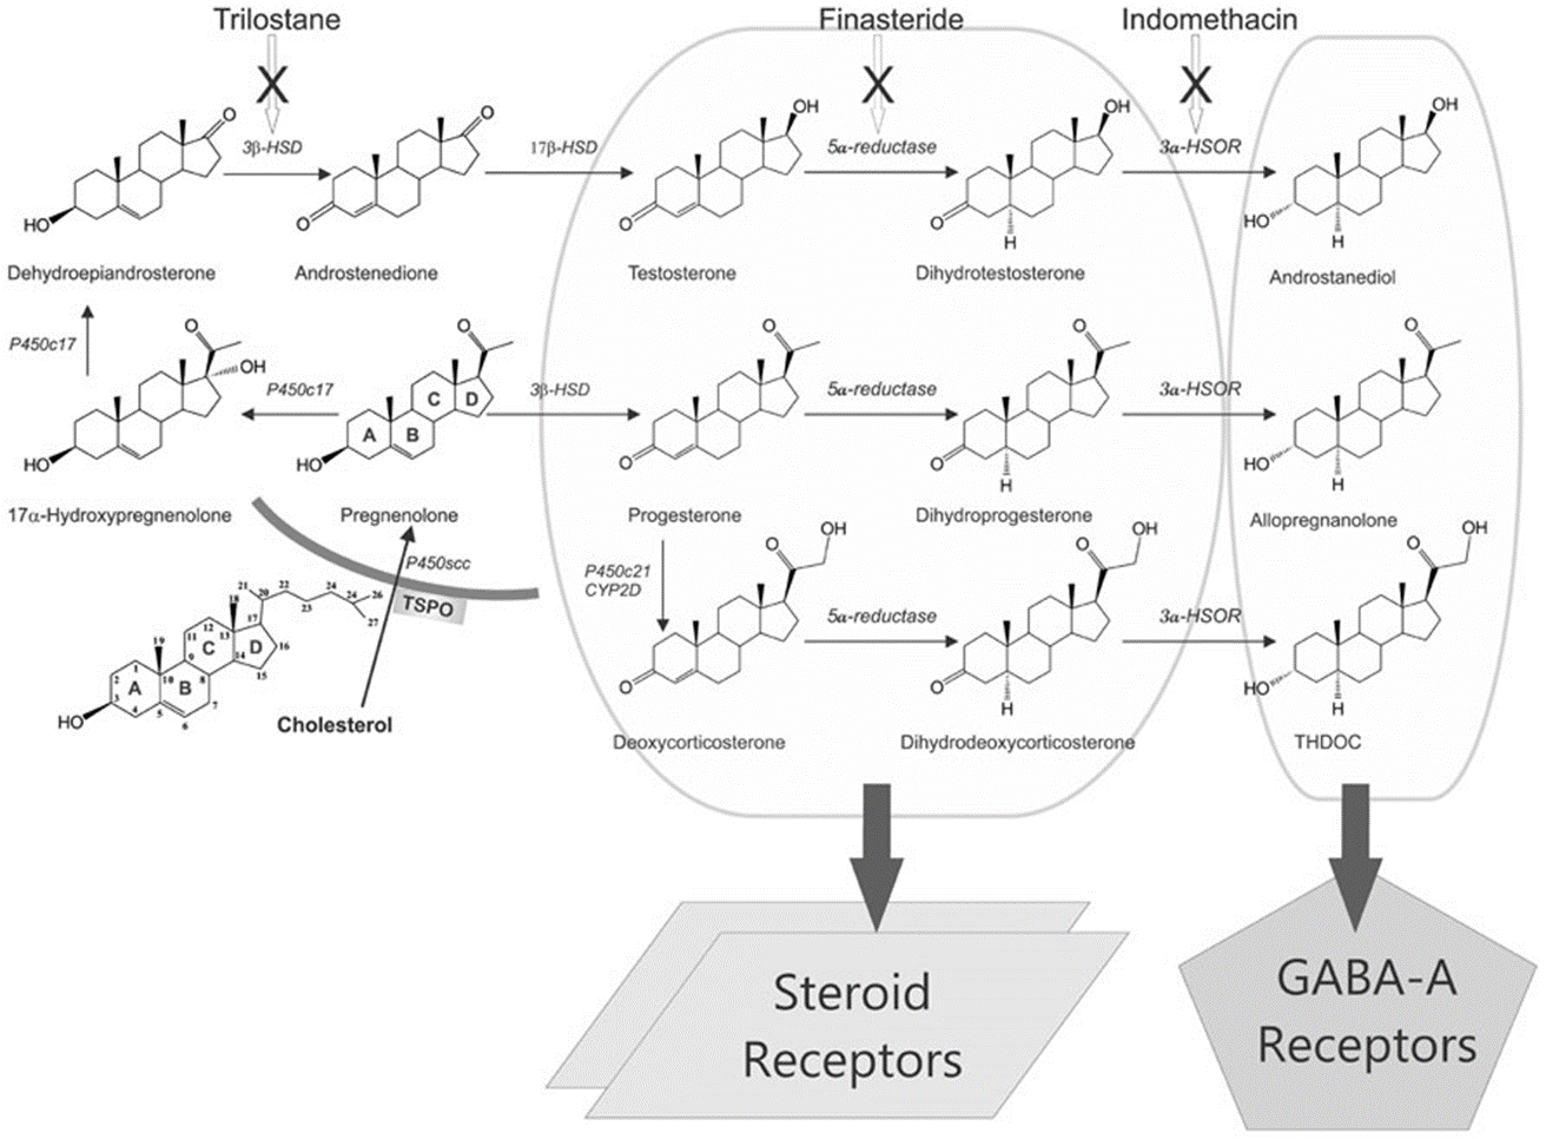 Trilostane
Finasteride
Indomethacin
X
X
X
3β-HSD
17β-HSD
5α-reductase
3α-HSOR
O
HO
O
O
OH
O
OH
O
H
OH
HO
H
Dehydroepiandrosterone
Androstenedione
Testosterone
Dihydrotestosterone
Androstanediol
P450c17
P450c17
3β-HSD
5α-reductase
3α-HSOR
O
OH
HO
O
A
B
C
D
HO
O
O
O
O
H
O
HO
H
17α-Hydroxypregnenolone
Pregnenolone
Progesterone
Dihydroprogesterone
Allopregnanolone
P450scc
TSPO
P450c21
CYP2D
5α-reductase
3α-HSOR
O
OH
O
O
OH
O
H
O
OH
HO
H
21
22
24
26
20
23
24
27
18
17
12
11
13
16
19
C
D
1
9
14
15
2
10
8
A
B
3
4
5
6
7
HO
Cholesterol
Deoxycorticosterone
Dihydrodeoxycorticosterone
THDOC
Steroid
Receptors
GABA-A
Receptors